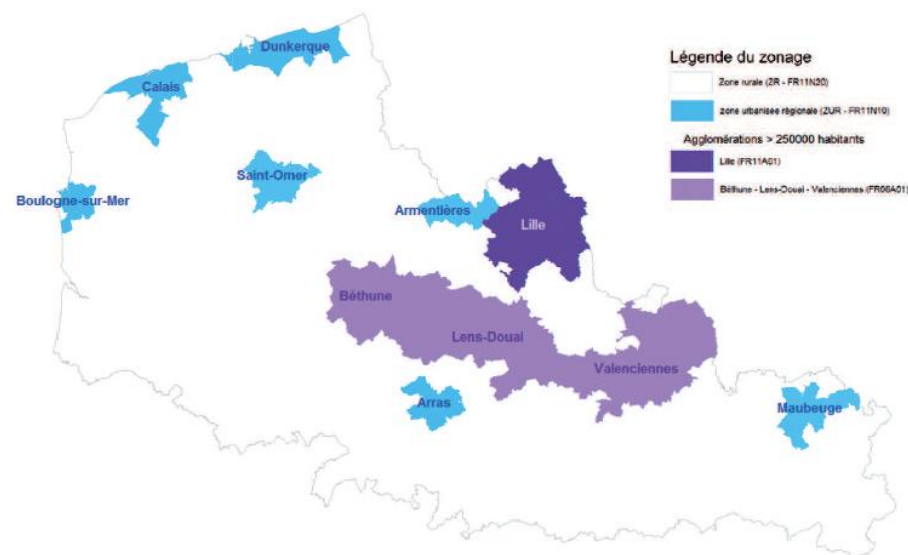 Dunkerque
Calais
Saint-Omer
Boulogne-sur-Mer
Armentières
Lille
Béthune
Lens-Douai
Valenciennes
Arras
Maubeuge
Légende du zonage
Zone rurale (ZR - FR11N20)
zone urbanisée régionale (ZUR - FR11N10)
Agglomérations > 250000 habitants
Lille (FR11A01)
Béthune - Lens-Douai - Valenciennes (FR06A01)